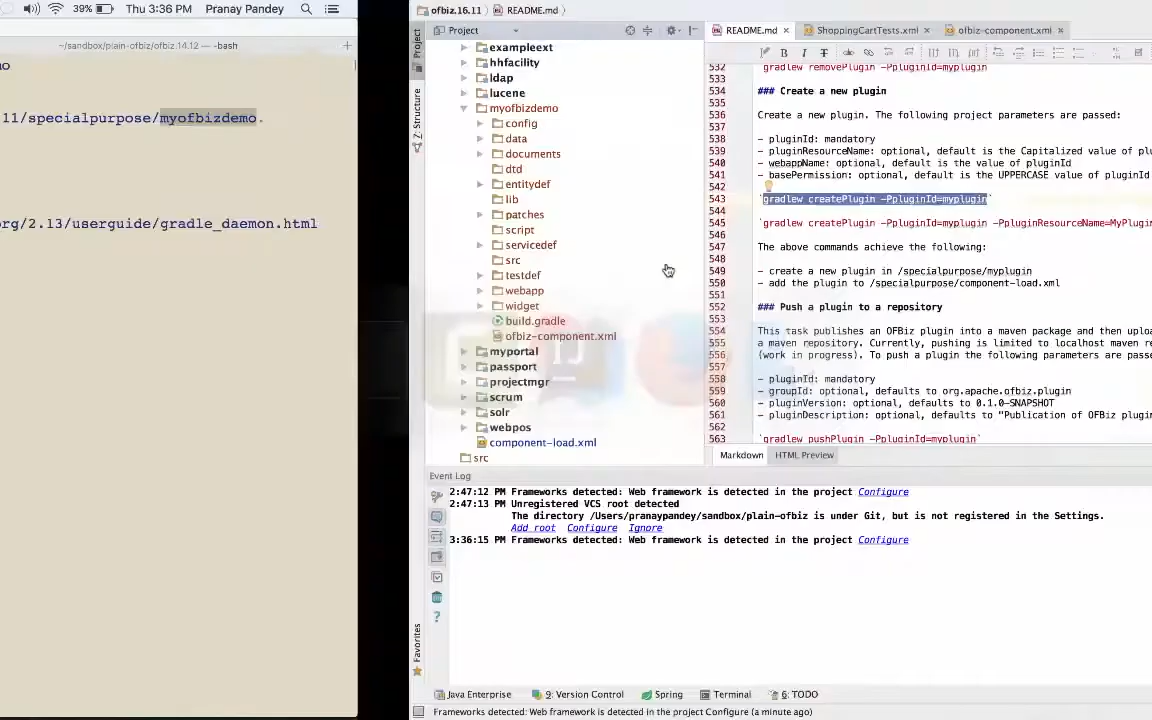 39% Thu 3:36 PM Pranay Pandey
~/sandbox/plain-ofbiz/ofbiz.14.12 — -bash
11/specialpurpose/myofbizdemo.
org/2.13/userguide/gradle_daemon.html
ofbiz.16.11 README.md
Project
README.md ShoppingCartTests.xml ofbiz-component.xml
Project
Z: Structure
Favorites
exampleext
hhfacility
ldap
lucene
myofbizdemo
config
data
documents
dtd
entitydef
lib
patches
script
servicedef
src
testdef
webapp
widget
build.gradle
ofbiz-component.xml
myportal
passport
projectmgr
scrum
solr
webpos
component-load.xml
src
532 `gradlew removePlugin -PpluginId=myplugin`
533
534 ### Create a new plugin
535
536 Create a new plugin. The following project parameters are passed:
537
538 - pluginId: mandatory
539 - pluginResourceName: optional, default is the Capitalized value of plu
540 - webappName: optional, default is the value of pluginId
541 - basePermission: optional, default is the UPPERCASE value of pluginId
542
543 `gradlew createPlugin -PpluginId=myplugin`
544
545 `gradlew createPlugin -PpluginId=myplugin -PpluginResourceName=MyPlugin
546
547 The above commands achieve the following:
548
549 - create a new plugin in /specialpurpose/myplugin
550 - add the plugin to /specialpurpose/component-load.xml
551
552 ### Push a plugin to a repository
553
554 This task publishes an OFBiz plugin into a maven package and then uploa
555 a maven repository. Currently, pushing is limited to localhost maven re
556 (work in progress). To push a plugin the following parameters are passe
557
558 - pluginId: mandatory
559 - groupId: optional, defaults to org.apache.ofbiz.plugin
560 - pluginVersion: optional, defaults to 0.1.0-SNAPSHOT
561 - pluginDescription: optional, defaults to "Publication of OFBiz plugin
562
563 `gradlew pushPlugin -PpluginId=myplugin`
Markdown HTML Preview
Event Log
2:47:12 PM Frameworks detected: Web framework is detected in the project Configure
2:47:13 PM Unregistered VCS root detected
The directory /Users/pranaypandey/sandbox/plain-ofbiz is under Git, but is not registered in the Settings.
Add root Configure Ignore
3:36:15 PM Frameworks detected: Web framework is detected in the project Configure
Java Enterprise 9: Version Control Spring Terminal 6: TODO
Frameworks detected: Web framework is detected in the project Configure (a minute ago)